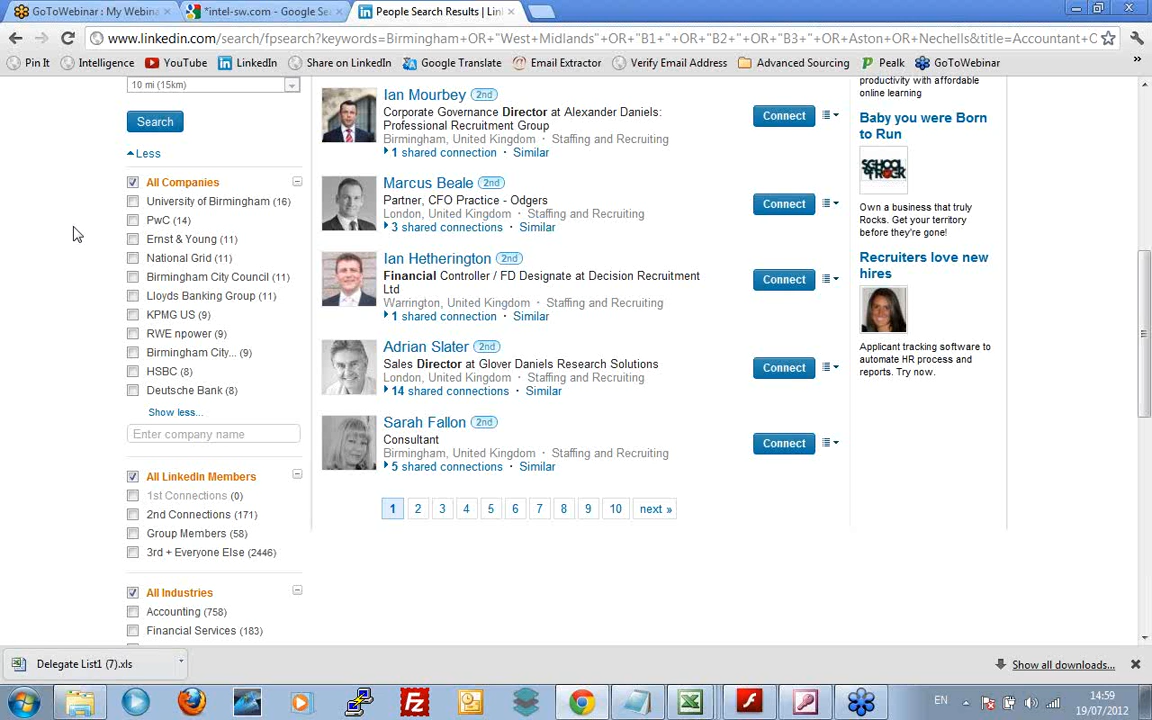 GoToWebinar : My Webina
*intel-sw.com - Google Sea
People Search Results | Lin
www.linkedin.com/search/fpsearch?keywords=Birmingham+OR+"West+Midlands"+OR+"B1+"+OR+"B2+"+OR+"B3+"+OR+Aston+OR+Nechells&title=Accountant+O
Pin It
Intelligence
YouTube
LinkedIn
Share on LinkedIn
Google Translate
Email Extractor
Verify Email Address
Advanced Sourcing
Pealk
GoToWebinar
»
10 mi (15km)
Search
Less
All Companies
University of Birmingham (16)
PwC (14)
Ernst & Young (11)
National Grid (11)
Birmingham City Council (11)
Lloyds Banking Group (11)
KPMG US (9)
RWE npower (9)
Birmingham City... (9)
HSBC (8)
Deutsche Bank (8)
Show less...
Enter company name
All LinkedIn Members
1st Connections (0)
2nd Connections (171)
Group Members (58)
3rd + Everyone Else (2446)
All Industries
Accounting (758)
Financial Services (183)
Ian Mourbey 2nd
Corporate Governance Director at Alexander Daniels:
Professional Recruitment Group
Birmingham, United Kingdom · Staffing and Recruiting
1 shared connection · Similar
Connect
Marcus Beale 2nd
Partner, CFO Practice - Odgers
London, United Kingdom · Staffing and Recruiting
3 shared connections · Similar
Connect
Ian Hetherington 2nd
Financial Controller / FD Designate at Decision Recruitment
Ltd
Warrington, United Kingdom · Staffing and Recruiting
1 shared connection · Similar
Connect
Adrian Slater 2nd
Sales Director at Glover Daniels Research Solutions
London, United Kingdom · Staffing and Recruiting
14 shared connections · Similar
Connect
Sarah Fallon 2nd
Consultant
Birmingham, United Kingdom · Staffing and Recruiting
5 shared connections · Similar
Connect
1 2 3 4 5 6 7 8 9 10 next »
productivity with affordable
online learning
Baby you were Born
to Run
SCHOOL of ROCK
Own a business that truly
Rocks. Get your territory
before they're gone!
Recruiters love new
hires
Applicant tracking software to
automate HR process and
reports. Try now.
Delegate List1 (7).xls
Show all downloads...
EN
14:59
19/07/2012